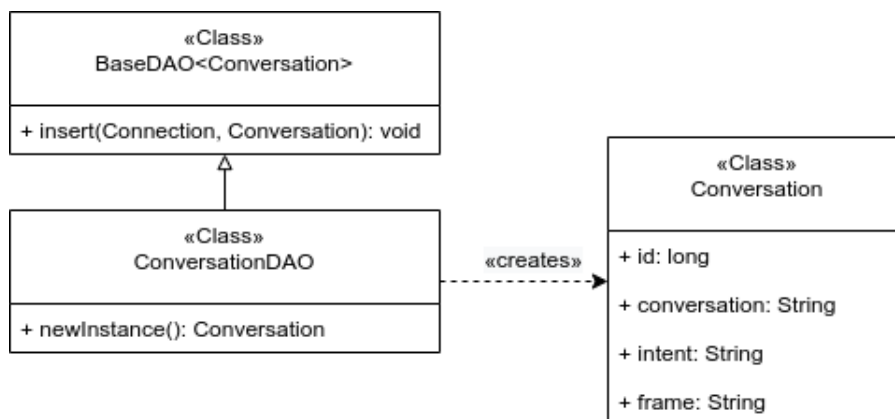 «Class»
BaseDAO<Conversation>
+ insert(Connection, Conversation): void
«Class»
ConversationDAO
+ newInstance(): Conversation
«creates»
«Class»
Conversation
+ id: long
+ conversation: String
+ intent: String
+ frame: String